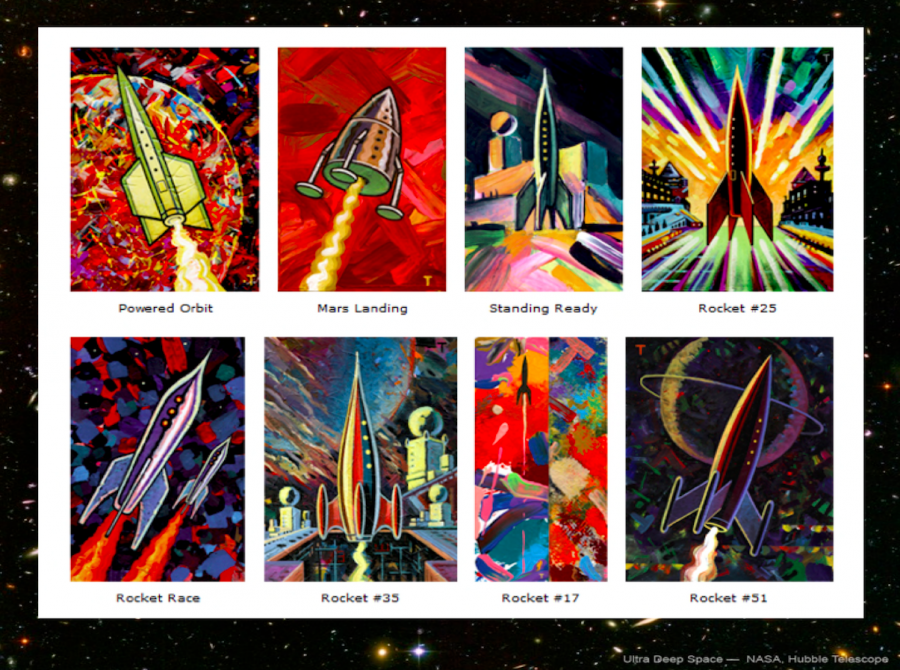 Powered Orbit
Mars Landing
Standing Ready
Rocket #25
Rocket Race
Rocket #35
Rocket #17
Rocket #51
Ultra Deep Space — NASA, Hubble Telescope